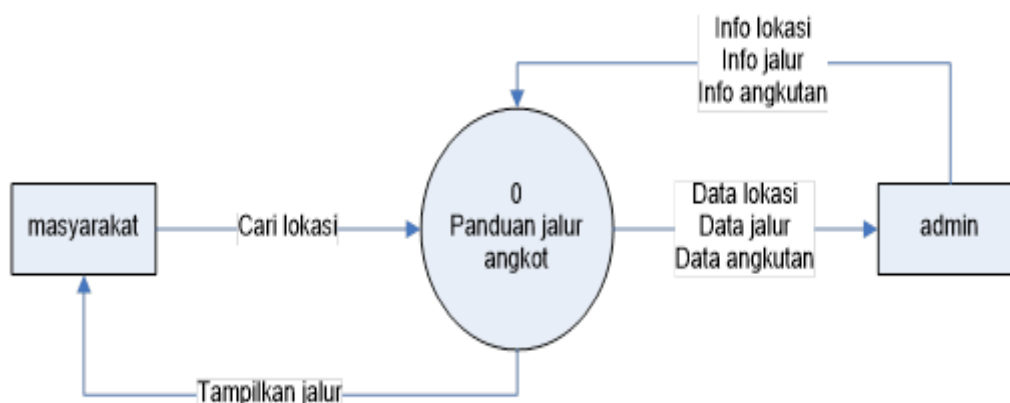 Info lokasi
Info jalur
Info angkutan
masyarakat
Cari lokasi
0
Panduan jalur
angkot
Data lokasi
Data jalur
Data angkutan
admin
Tampilkan jalur